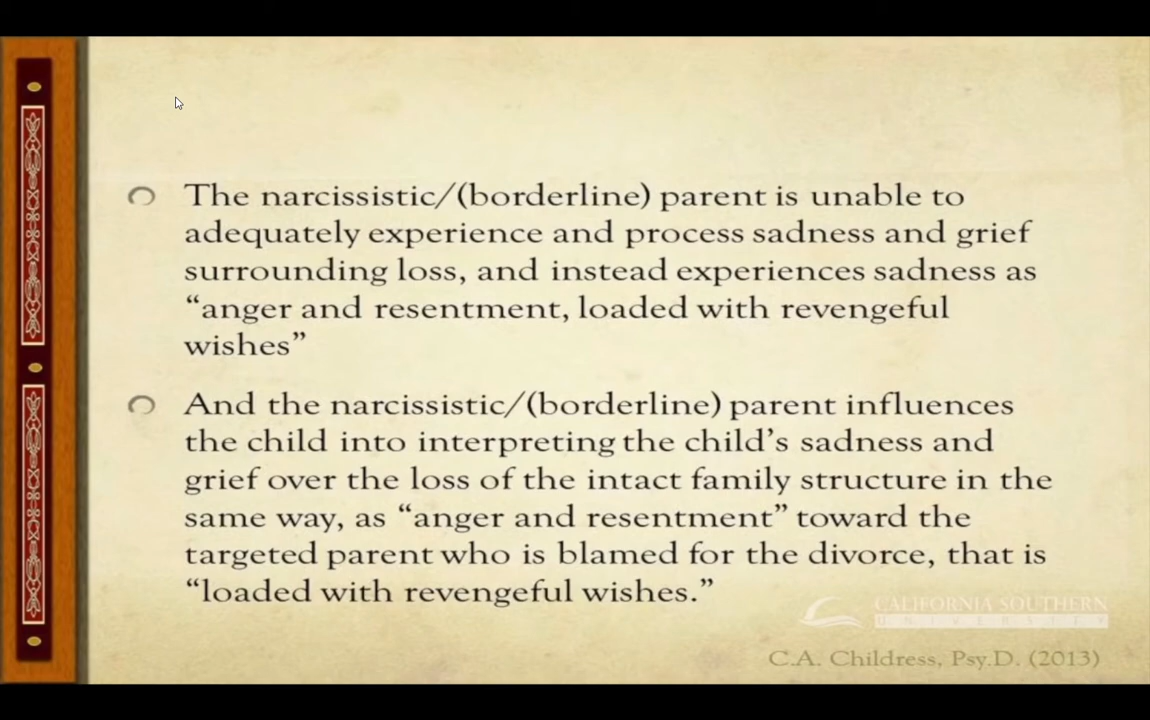 The narcissistic/(borderline) parent is unable to
adequately experience and process sadness and grief
surrounding loss, and instead experiences sadness as
“anger and resentment, loaded with revengeful
wishes”
And the narcissistic/(borderline) parent influences
the child into interpreting the child’s sadness and
grief over the loss of the intact family structure in the
same way, as “anger and resentment” toward the
targeted parent who is blamed for the divorce, that is
“loaded with revengeful wishes.”
CALIFORNIA SOUTHERN
UNIVERSITY
C.A. Childress, Psy.D. (2013)